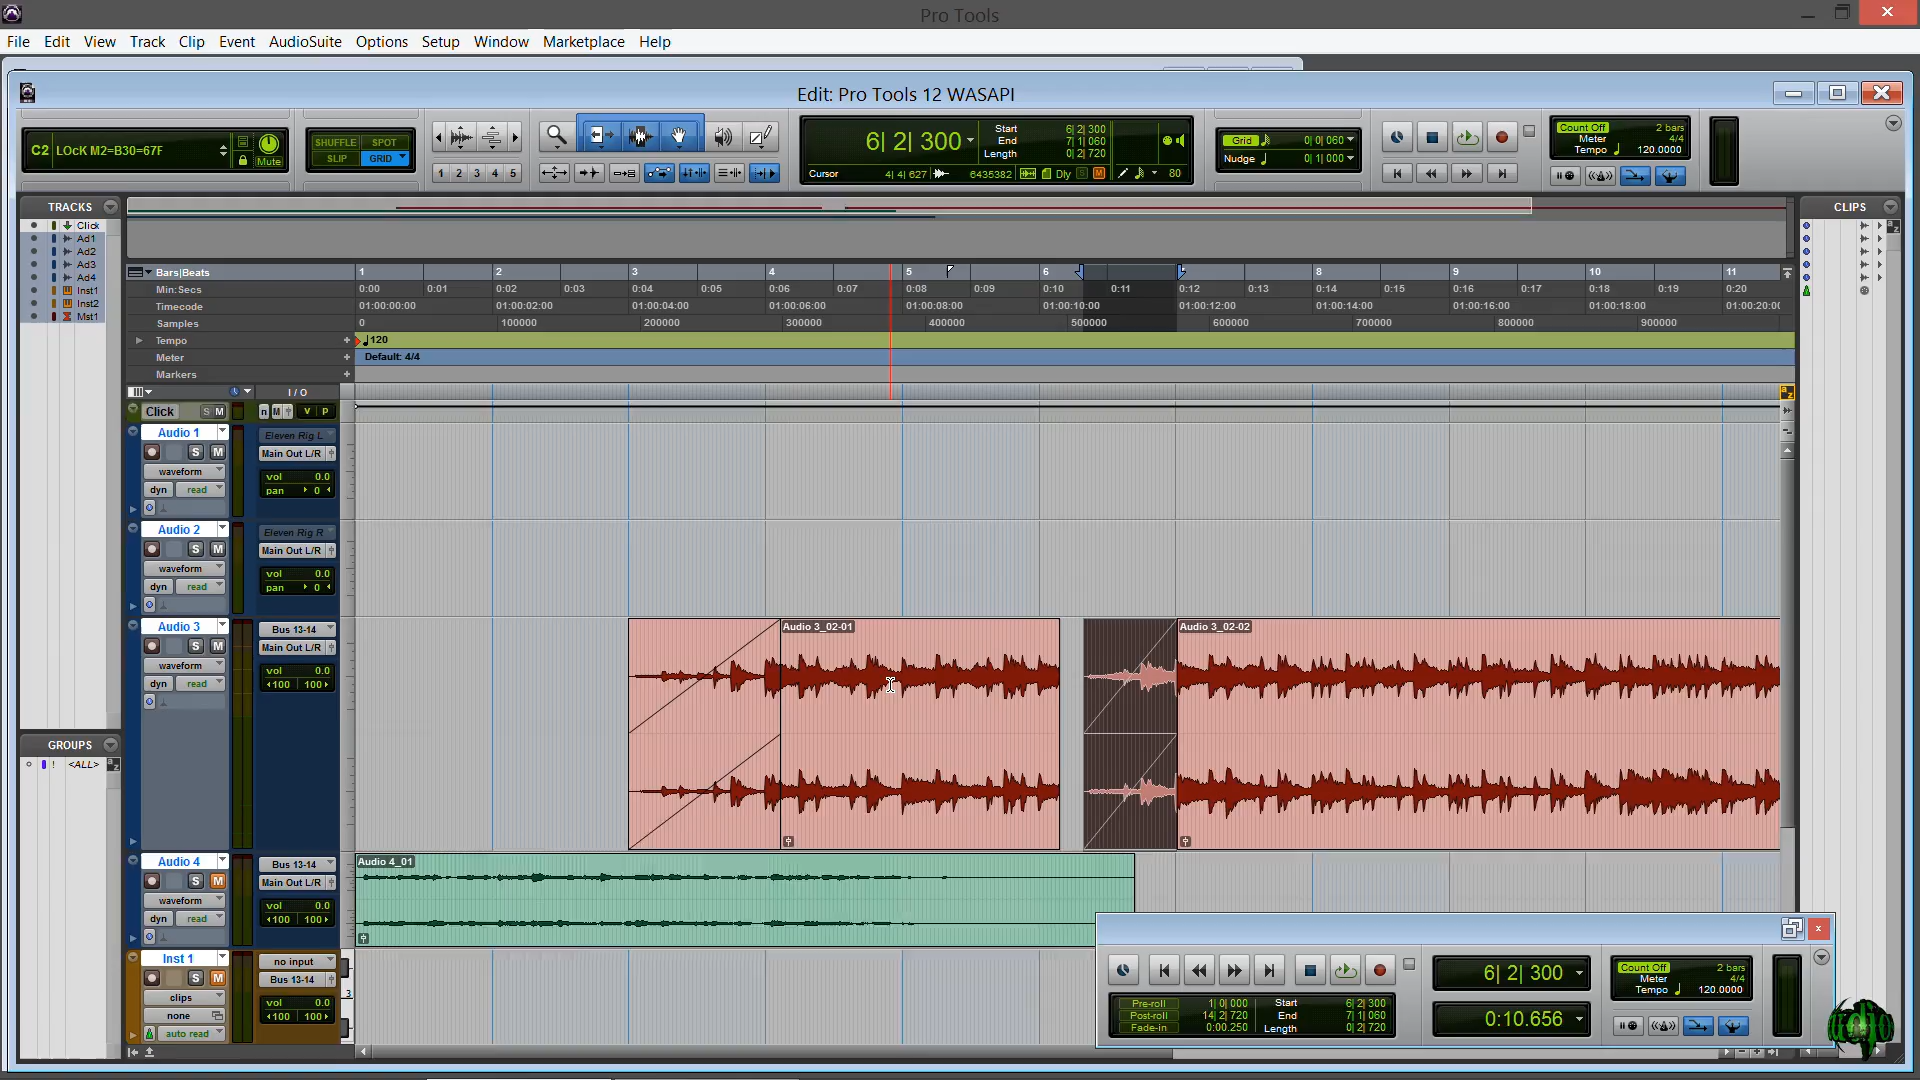 Pro Tools
File Edit View Track Clip Event AudioSuite Options Setup Window Marketplace Help
Edit: Pro Tools 12 WASAPI
C2 LOcK M2=B30=67F
Mute
SHUFFLE SPOT
SLIP GRID
1 2 3 4 5
6| 2| 300
Start 6| 2| 300
End 7| 1| 060
Length 0| 2| 720
Cursor 4| 4| 627 6435382 Dly S M 80
Grid 0| 0| 060
Nudge 0| 1| 000
Count Off 2 bars
Meter 4/4
Tempo 120.0000
TRACKS
Click
Ad1
Ad2
Ad3
Ad4
Inst1
Inst2
Mst1
GROUPS
! <ALL>
CLIPS
Bars|Beats 1 2 3 4 5 6 8 9 10 11
Min:Secs 0:00 0:01 0:02 0:03 0:04 0:05 0:06 0:07 0:08 0:09 0:10 0:11 0:12 0:13 0:14 0:15 0:16 0:17 0:18 0:19 0:20
Timecode 01:00:00:00 01:00:02:00 01:00:04:00 01:00:06:00 01:00:08:00 01:00:10:00 01:00:12:00 01:00:14:00 01:00:16:00 01:00:18:00 01:00:20:00
Samples 0 100000 200000 300000 400000 500000 600000 700000 800000 900000
Tempo 120
Meter Default: 4/4
Markers
I / O
Click S M n M V P
Audio 1
S M
waveform
dyn read
Eleven Rig L
Main Out L/R
vol 0.0
pan 0
Audio 2
S M
waveform
dyn read
Eleven Rig R
Main Out L/R
vol 0.0
pan 0
Audio 3
S M
waveform
dyn read
Bus 13-14
Main Out L/R
vol 0.0
100 100
Audio 3_02-01
Audio 3_02-02
Audio 4
S M
waveform
dyn read
Bus 13-14
Main Out L/R
vol 0.0
100 100
Audio 4_01
Inst 1
S M
clips
none
auto read
no input
Bus 13-14
vol 0.0
100 100
3
6| 2| 300
0:10.656
Pre-roll 1| 0| 000
Post-roll 14| 2| 720
Fade-in 0:00.250
Start 6| 2| 300
End 7| 1| 060
Length 0| 2| 720
Count Off 2 bars
Meter 4/4
Tempo 120.0000